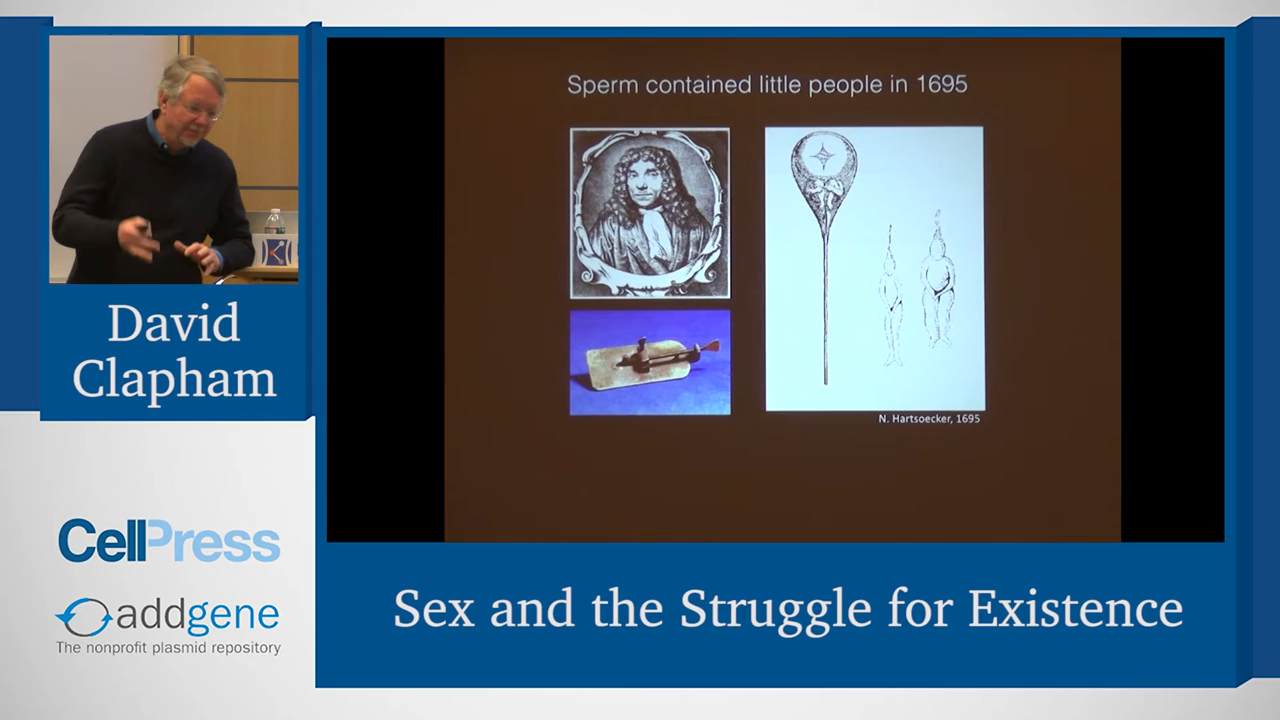 Sperm contained little people in 1695
N. Hartsoecker, 1695
David
Clapham
CellPress
addgene
The nonprofit plasmid repository
Sex and the Struggle for Existence